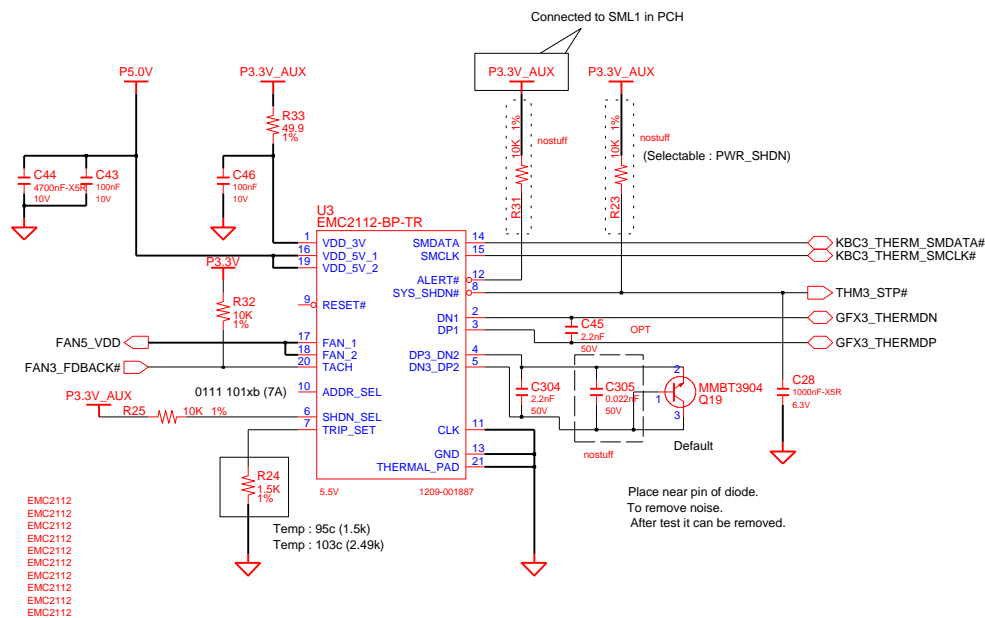 Connected to SML1 in PCH
P5.0V
P3.3V_AUX
P3.3V_AUX
P3.3V_AUX
R33
49.9
1%
10K 1%
nostuff
R31
10K 1%
nostuff
(Selectable : PWR_SHDN)
R23
C44
4700nF-X5R
10V
C43
100nF
10V
C46
100nF
10V
U3
EMC2112-BP-TR
1 VDD_3V
16 VDD_5V_1
19 VDD_5V_2
9 RESET#
17 FAN_1
18 FAN_2
20 TACH
10 ADDR_SEL
6 SHDN_SEL
7 TRIP_SET
SMDATA 14
SMCLK 15
ALERT# 12
SYS_SHDN# 8
DN1 2
DP1 3
DP3_DN2 4
DN3_DP2 5
CLK 11
GND 13
THERMAL_PAD 21
5.5V
1209-001887
P3.3V
R32
10K
1%
FAN5_VDD
FAN3_FDBACK#
0111 101xb (7A)
P3.3V_AUX
R25
10K 1%
R24
1.5K
1%
Temp : 95c (1.5k)
Temp : 103c (2.49k)
KBC3_THERM_SMDATA#
KBC3_THERM_SMCLK#
THM3_STP#
GFX3_THERMDN
GFX3_THERMDP
C45
2.2nF
50V
OPT
C304
2.2nF
50V
C305
0.022nF
50V
nostuff
2
1
3
MMBT3904
Q19
Default
C28
1000nF-X5R
6.3V
Place near pin of diode.
To remove noise.
After test it can be removed.
EMC2112
EMC2112
EMC2112
EMC2112
EMC2112
EMC2112
EMC2112
EMC2112
EMC2112
EMC2112